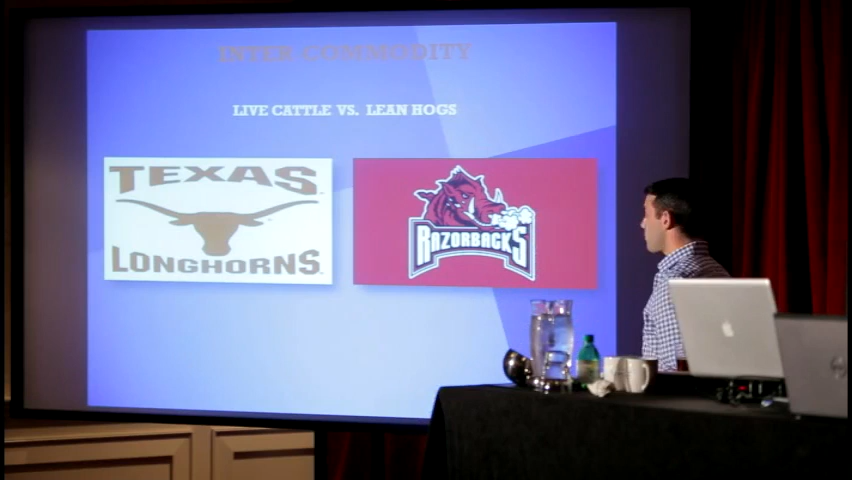 INTER COMMODITY
LIVE CATTLE VS. LEAN HOGS
TEXAS
LONGHORNS
RAZORBACKS